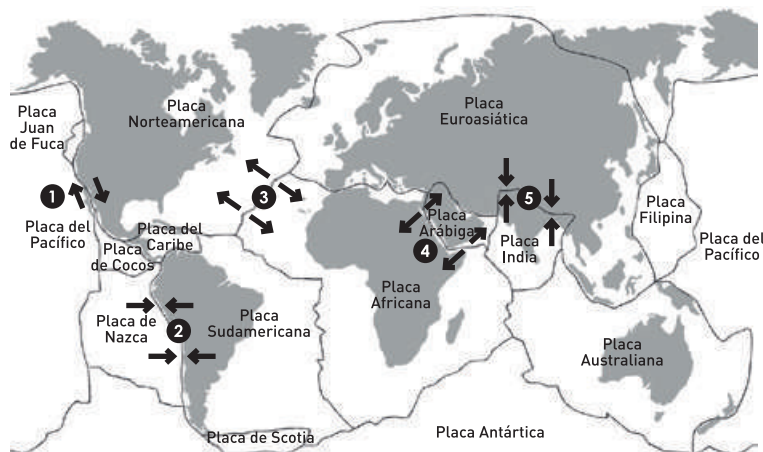 Placa
Juan
de Fuca
Placa
Norteamericana
Placa
Euroasiática
1
Placa del
Pacífico
3
5
Placa del
Caribe
Placa
de Cocos
Placa
Arábiga
4
Placa
India
Placa
Filipina
Placa del
Pacífico
Placa
Africana
Placa de
Nazca
2
Placa
Sudamericana
Placa
Australiana
Placa de Scotia
Placa Antártica